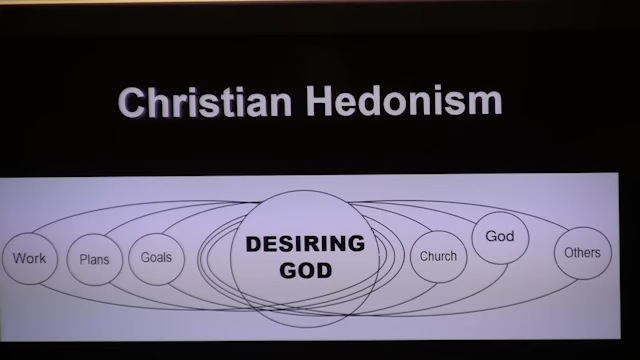 Christian Hedonism
DESIRING
GOD
Work
Plans
Goals
Church
God
Others